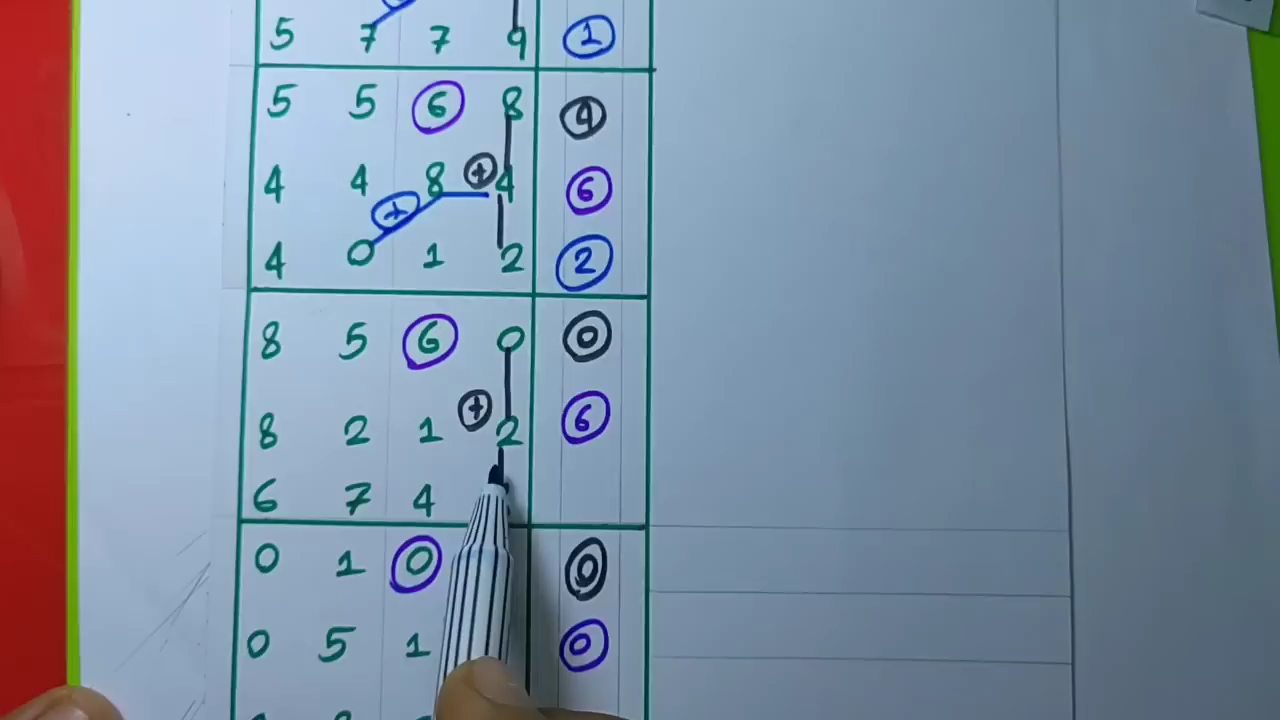 5 7 7 9 1
5 5 6 8 4
4 4 8 + 4 6
+
4 0 1 2 2
8 5 6 0 0
+
8 2 1 2 6
6 7 4
0 1 0 0
0 5 1 0